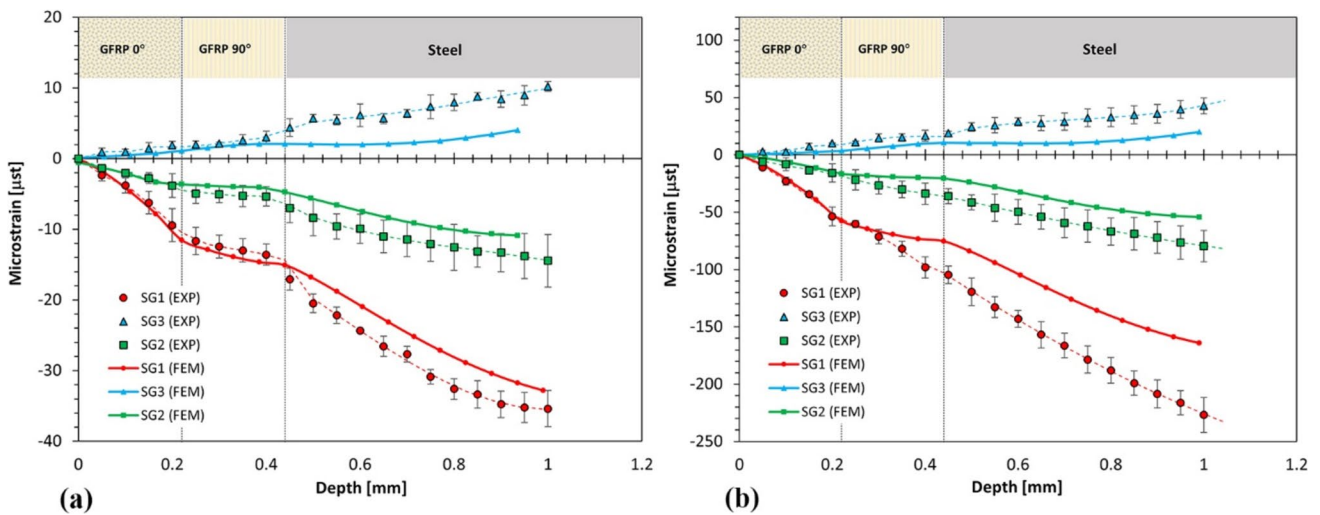 20
10
0
-10
-20
-30
-40
Microstrain [µst]
GFRP 0°
GFRP 90°
Steel
SG1 (EXP)
SG3 (EXP)
SG2 (EXP)
SG1 (FEM)
SG3 (FEM)
SG2 (FEM)
0 0.2 0.4 0.6 0.8 1 1.2
Depth [mm]
(a)
100
50
0
-50
-100
-150
-200
-250
Microstrain [µst]
GFRP 0°
GFRP 90°
Steel
SG1 (EXP)
SG3 (EXP)
SG2 (EXP)
SG1 (FEM)
SG3 (FEM)
SG2 (FEM)
0 0.2 0.4 0.6 0.8 1 1.2
Depth [mm]
(b)